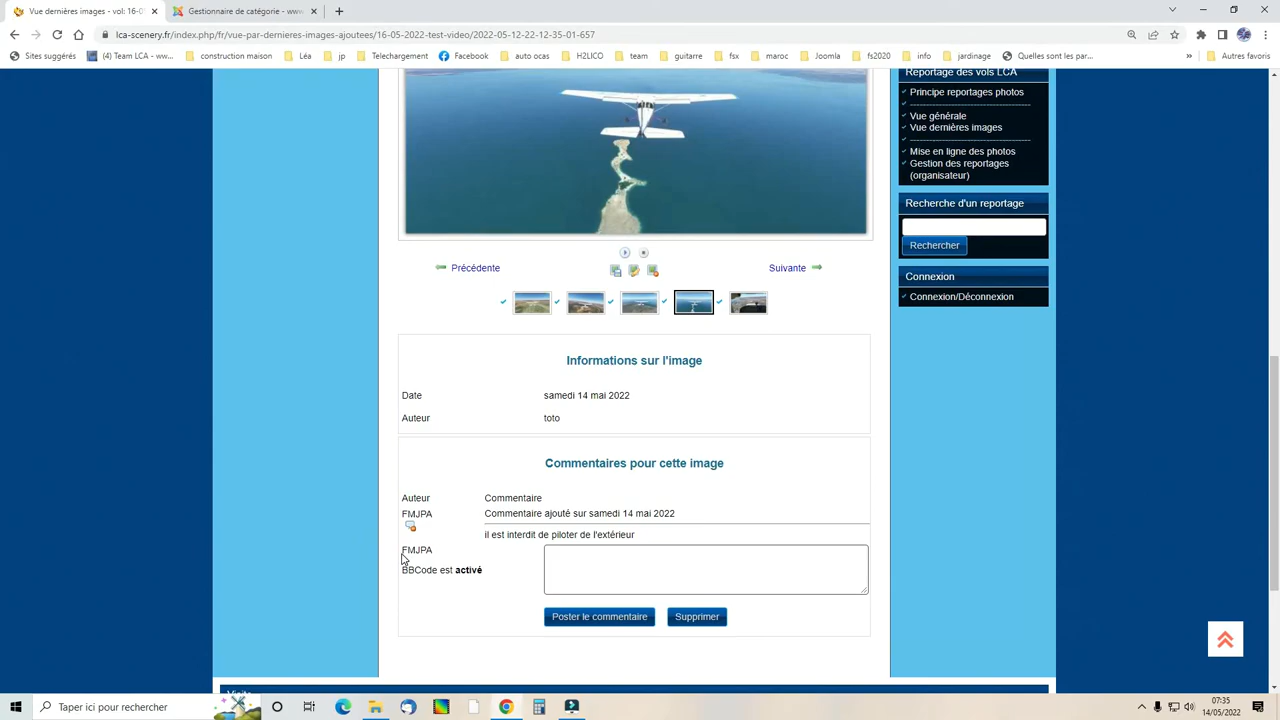 Vue dernières images - vol: 16-0
Gestionnaire de catégorie - www
lca-scenery.fr/index.php/fr/vue-par-dernieres-images-ajoutees/16-05-2022-test-video/2022-05-12-22-12-35-01-657
Sites suggérés
(4) Team LCA - ww...
construction maison
Léa
jp
Telechargement
Facebook
auto ocas
H2LICO
team
guitarre
fsx
maroc
Joomla
fs2020
info
jardinage
Quelles sont les par...
»
Autres favoris
Reportage des vols LCA
Principe reportages photos
------------------------------
Vue générale
Vue dernières images
------------------------------
Mise en ligne des photos
Gestion des reportages
(organisateur)
Recherche d'un reportage
Rechercher
Connexion
Connexion/Déconnexion
Précédente
Suivante
Informations sur l'image
Date samedi 14 mai 2022
Auteur toto
Commentaires pour cette image
Auteur Commentaire
FMJPA Commentaire ajouté sur samedi 14 mai 2022
il est interdit de piloter de l'extérieur
FMJPA
BBCode est activé
Poster le commentaire Supprimer
Taper ici pour rechercher
07:35
14/05/2022